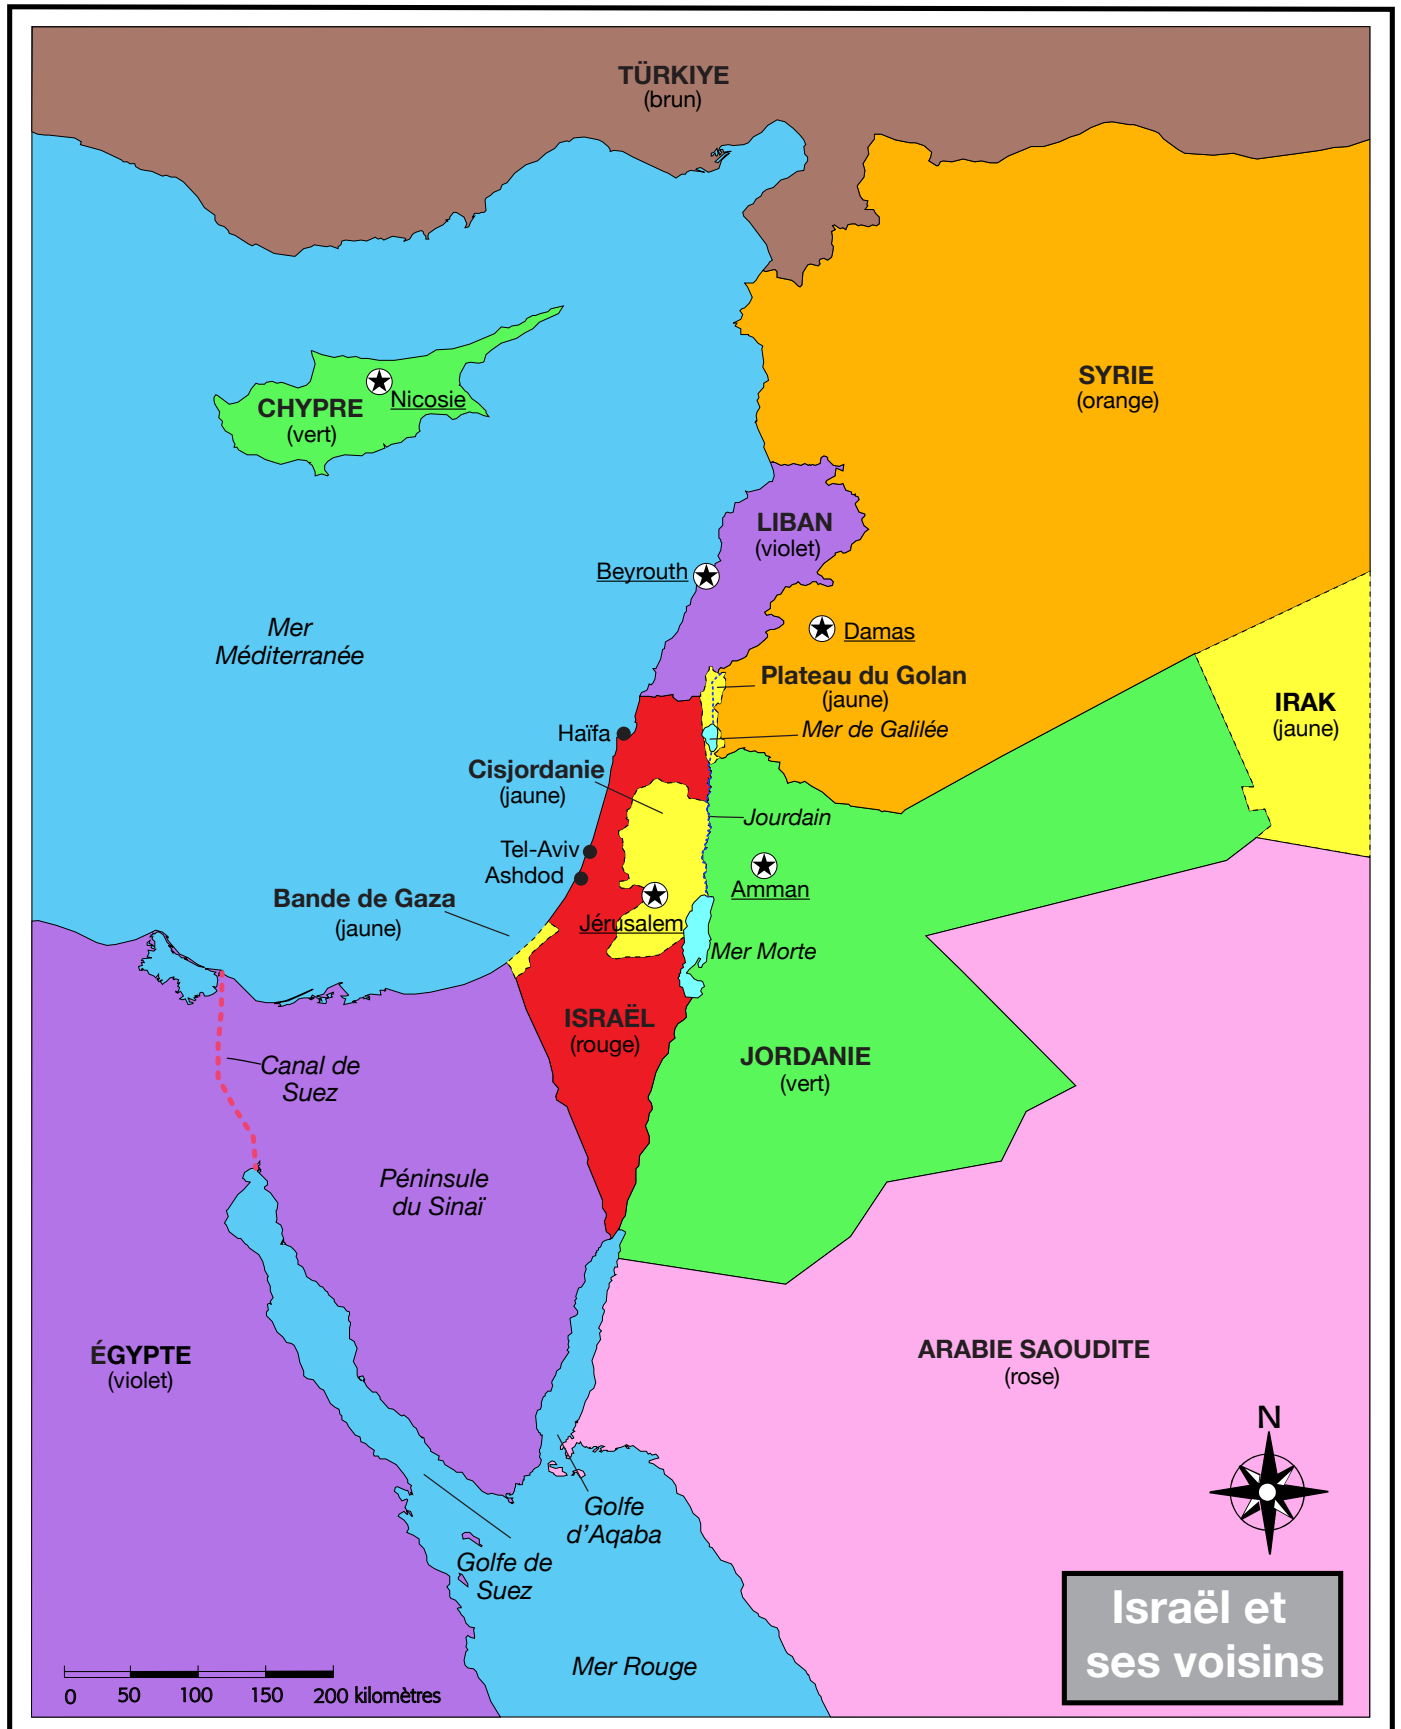 TÜRKIYE
(brun)
SYRIE
(orange)
CHYPRE
(vert)
Nicosie
LIBAN
(violet)
Beyrouth
Damas
Mer
Méditerranée
Plateau du Golan
(jaune)
Mer de Galilée
IRAK
(jaune)
Haïfa
Cisjordanie
(jaune)
Jourdain
Tel-Aviv
Ashdod
Amman
Bande de Gaza
(jaune)
Jérusalem
Mer Morte
ISRAËL
(rouge)
JORDANIE
(vert)
Canal de
Suez
Péninsule
du Sinaï
ÉGYPTE
(violet)
ARABIE SAOUDITE
(rose)
N
Golfe
d'Aqaba
Golfe de
Suez
Mer Rouge
Israël et
ses voisins
0 50 100 150 200 kilomètres